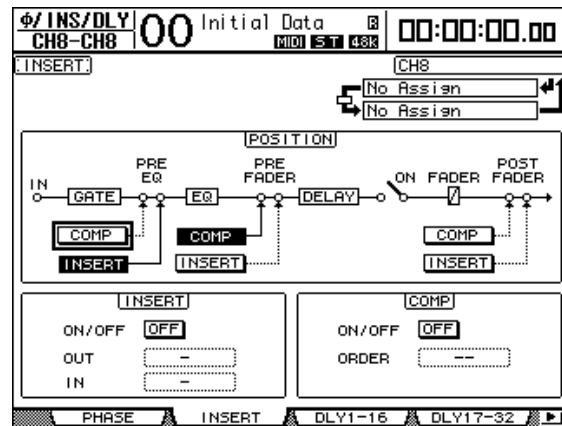 Φ/INS/DLY
CH8-CH8
00
Initial Data
MIDI ST 48K
00:00:00.00
INSERT
CH8
No Assign
No Assign
POSITION
IN
GATE
PRE EQ
EQ
PRE FADER
DELAY
ON
FADER
POST FADER
COMP
COMP
COMP
INSERT
INSERT
INSERT
INSERT
COMP
ON/OFF OFF
ON/OFF OFF
OUT -
ORDER --
IN -
PHASE
INSERT
DLY1-16
DLY17-32